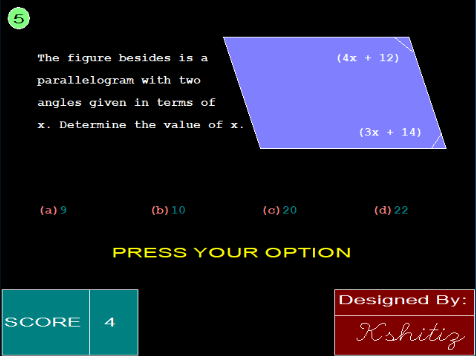 5
The figure besides is a
parallelogram with two
angles given in terms of
x. Determine the value of x.
(4x + 12)
(3x + 14)
(a) 9 (b) 10 (c) 20 (d) 22
PRESS YOUR OPTION
SCORE 4
Designed By:
Kshitiz